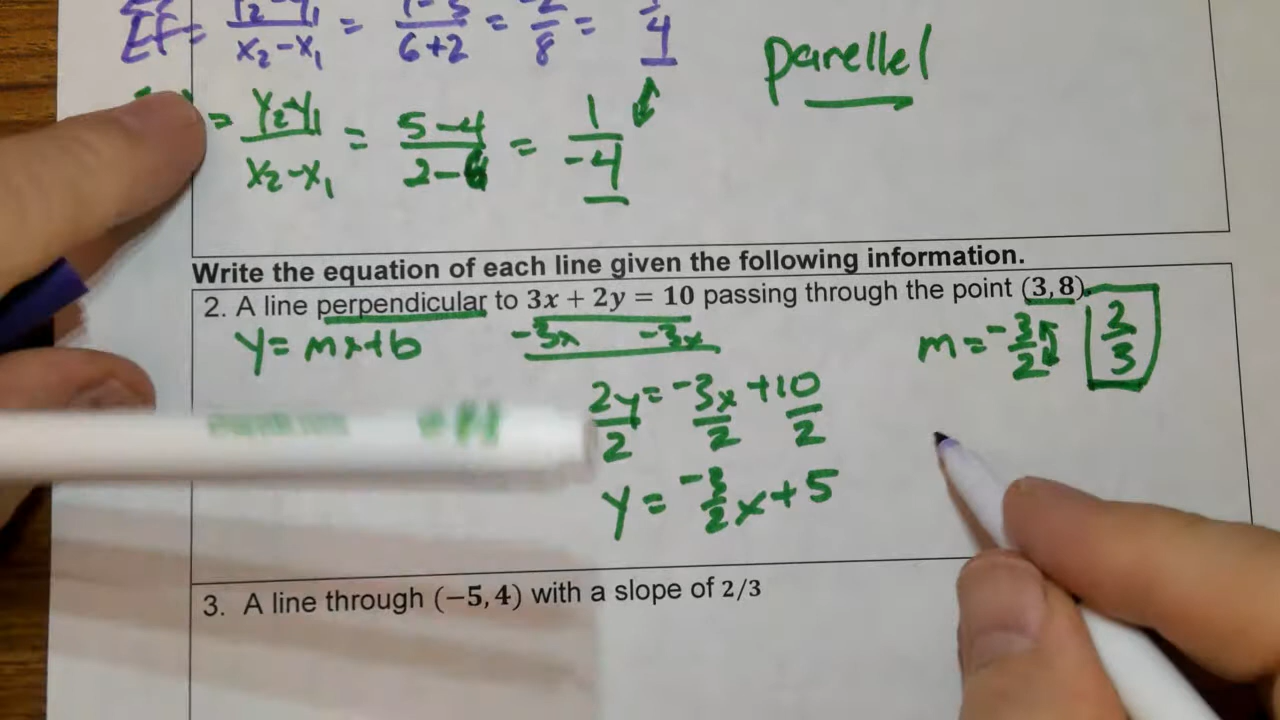 EF = Y2-Y1 / X2-X1 = 1-3 / 6+2 = -2 / 8 = -1 / 4
parellel
= Y2-Y1 / X2-X1 = 5-4 / 2-6 = 1 / -4
Write the equation of each line given the following information.
2. A line perpendicular to 3x + 2y = 10 passing through the point (3, 8).
y = mx+b
-3x -3x
m = -3/2 2/3
2y/2 = -3x/2 + 10/2
y = -3/2 x + 5
3. A line through (−5, 4) with a slope of 2/3